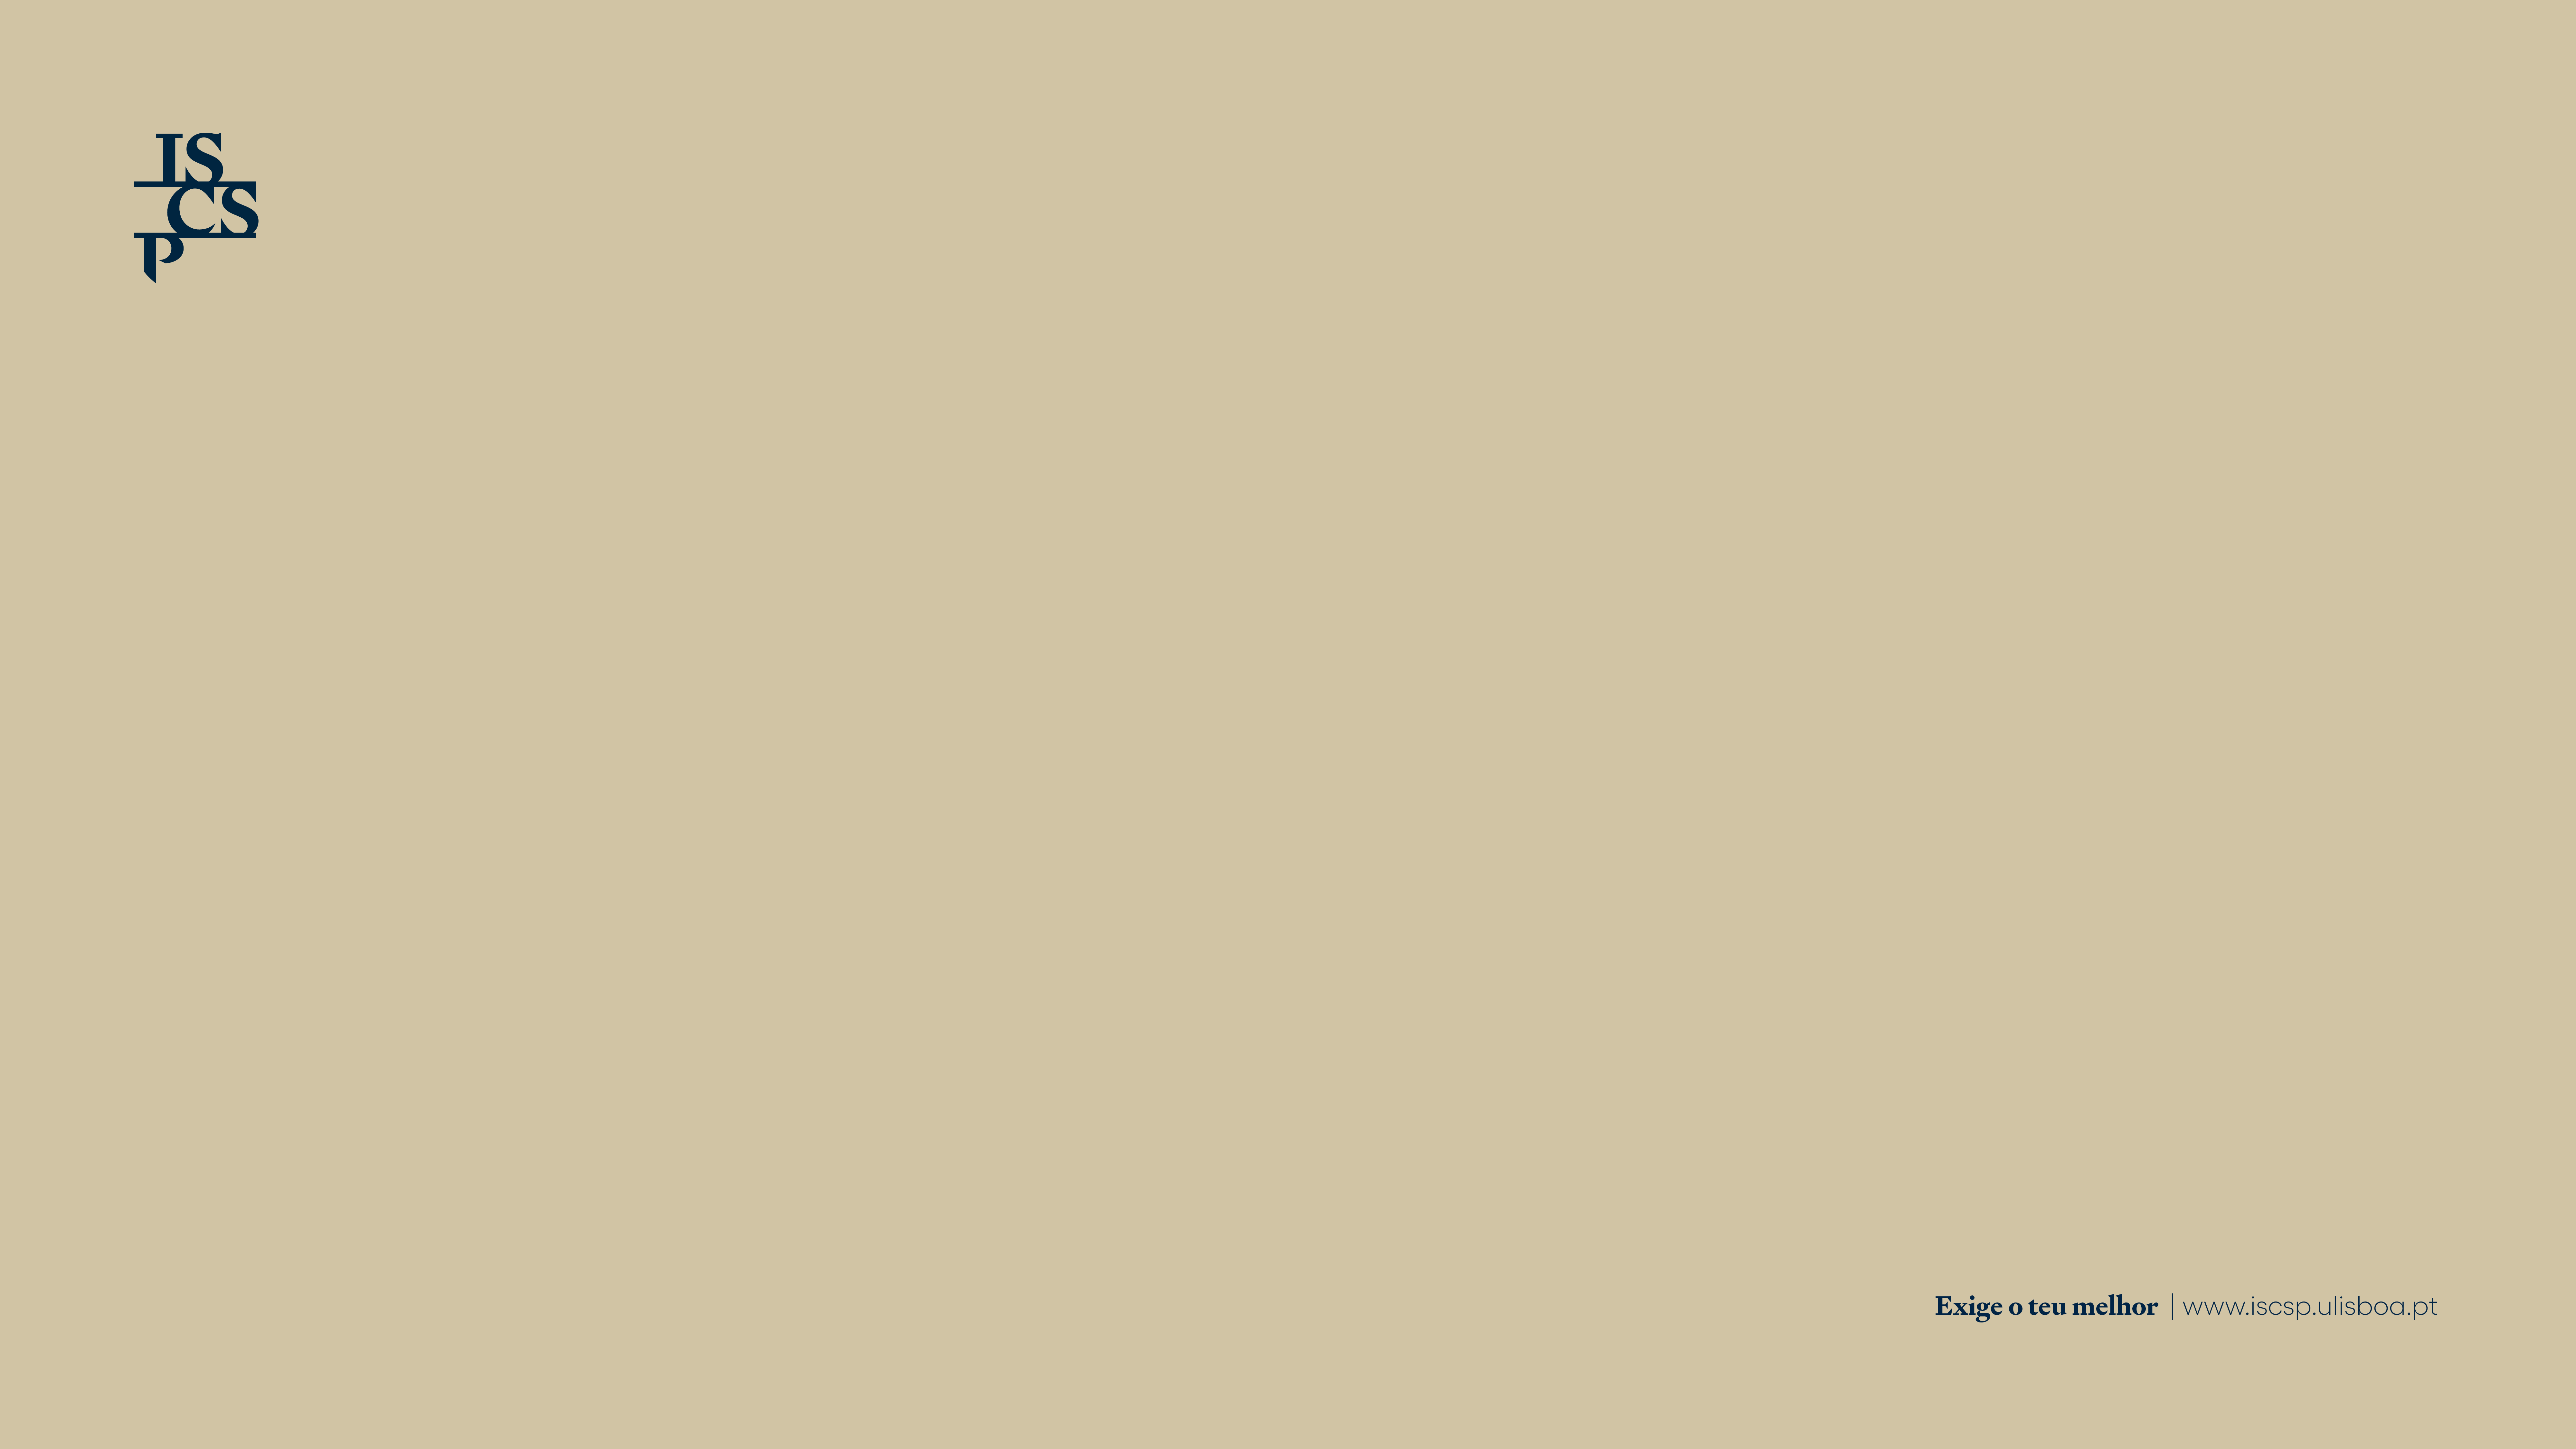 IS
CS
P
Exige o teu melhor | www.iscsp.ulisboa.pt